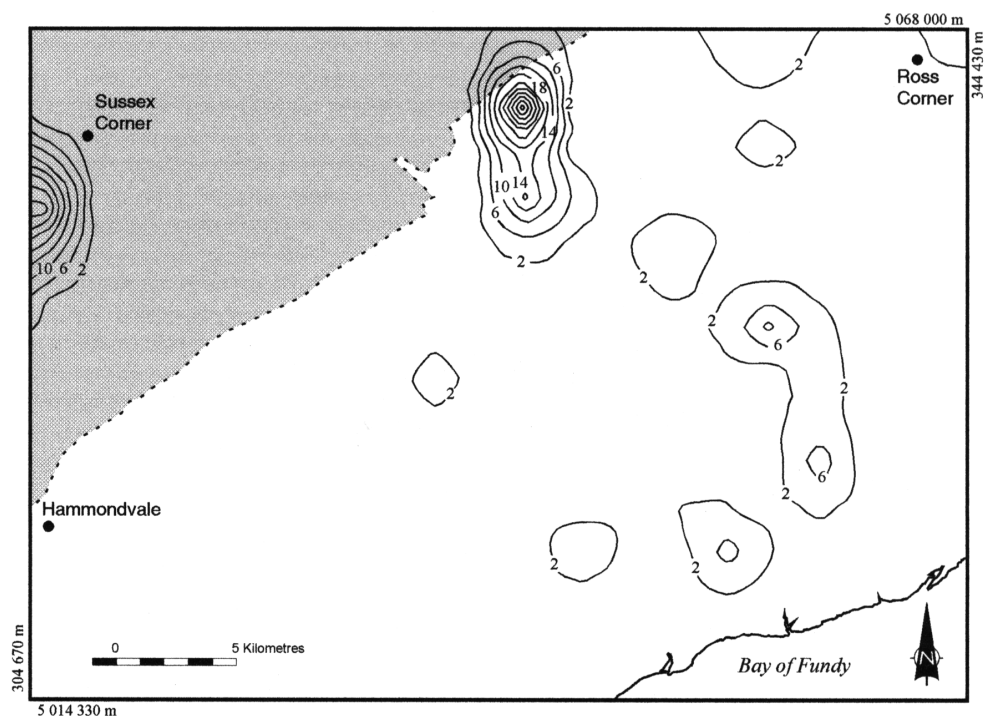 5 068 000 m
344 430 m
Ross
Corner
Sussex
Corner
6
18
2
14
10
14
6
2
2
2
2
2
6
2
6
2
10 6 2
2
2
2
Hammondvale
0 5 Kilometres
Bay of Fundy
N
304 670 m
5 014 330 m